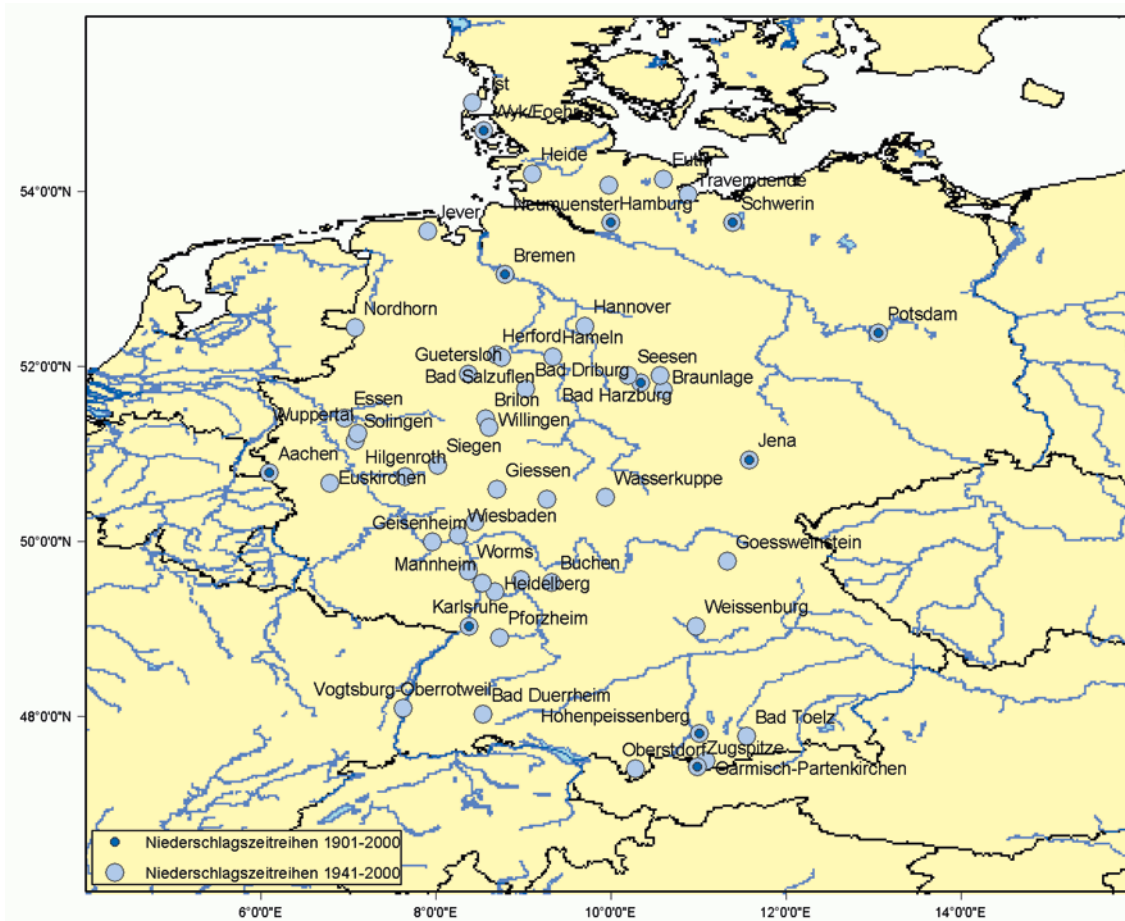 List
Wyk/Foehr
Heide
Eutin
Travemuende
54°0'0"N
Neumuenster
Hamburg
Schwerin
Jever
Bremen
Nordhorn
Hannover
Potsdam
Herford
Hameln
52°0'0"N
Guetersloh
Seesen
Bad Salzuflen
Bad Driburg
Braunlage
Essen
Brilon
Bad Harzburg
Wuppertal
Solingen
Willingen
Aachen
Siegen
Jena
Hilgenroth
Giessen
Wasserkuppe
Euskirchen
Geisenheim
Wiesbaden
50°0'0"N
Mannheim
Worms
Buchen
Goessweinstein
Heidelberg
Karlsruhe
Pforzheim
Weissenburg
Vogtsburg-Oberrotweil
Bad Duerrheim
48°0'0"N
Hohenpeissenberg
Bad Toelz
Oberstdorf
Zugspitze
Garmisch-Partenkirchen
Niederschlagszeitreihen 1901-2000
Niederschlagszeitreihen 1941-2000
6°0'0"E 8°0'0"E 10°0'0"E 12°0'0"E 14°0'0"E